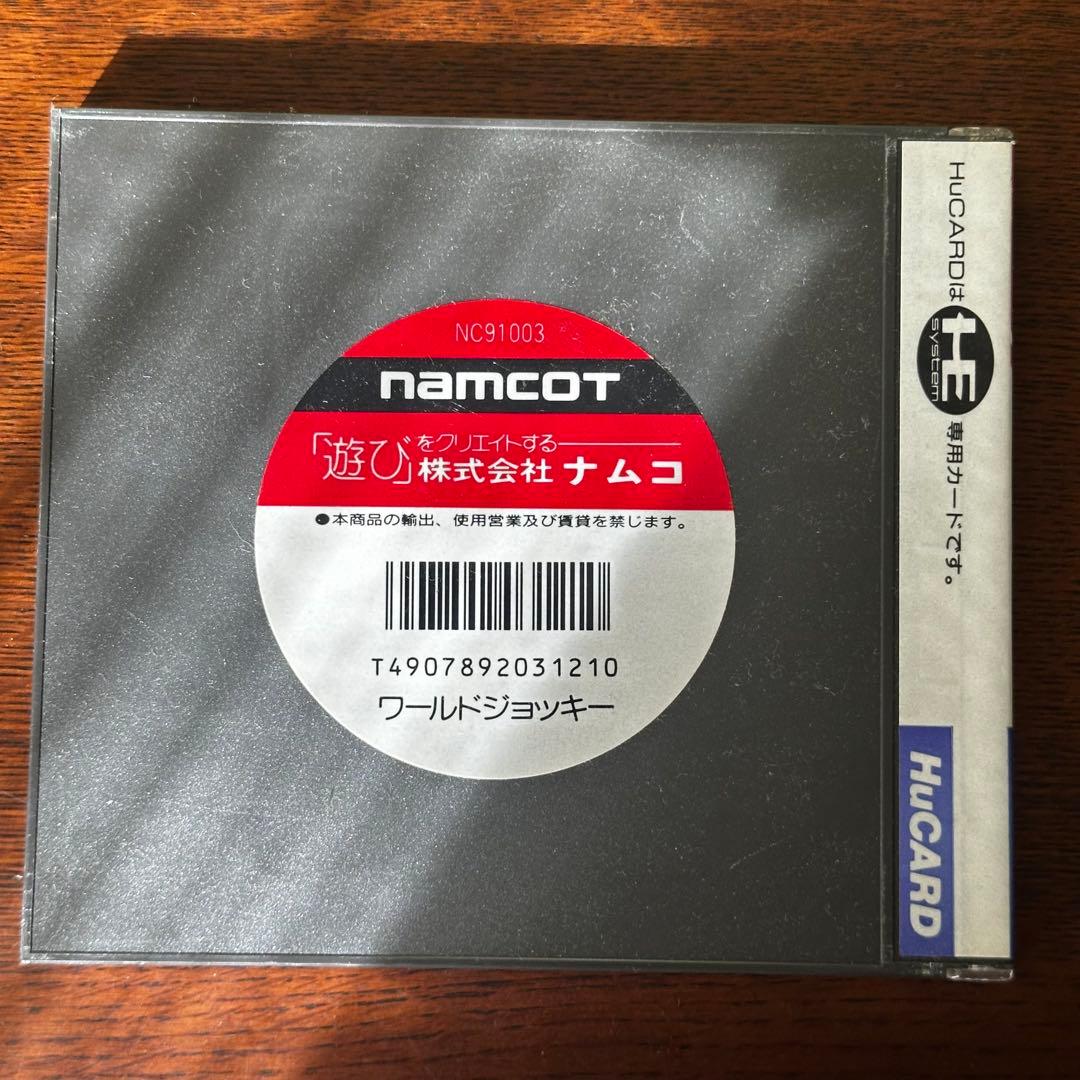 NC91003
namcot
「遊び」をクリエイトする
株式会社ナムコ
●本商品の輸出、使用営業及び賃貸を禁じます。
T4907892031210
ワールドジョッキー
HuCARDは HE system 専用カードです。
HuCARD